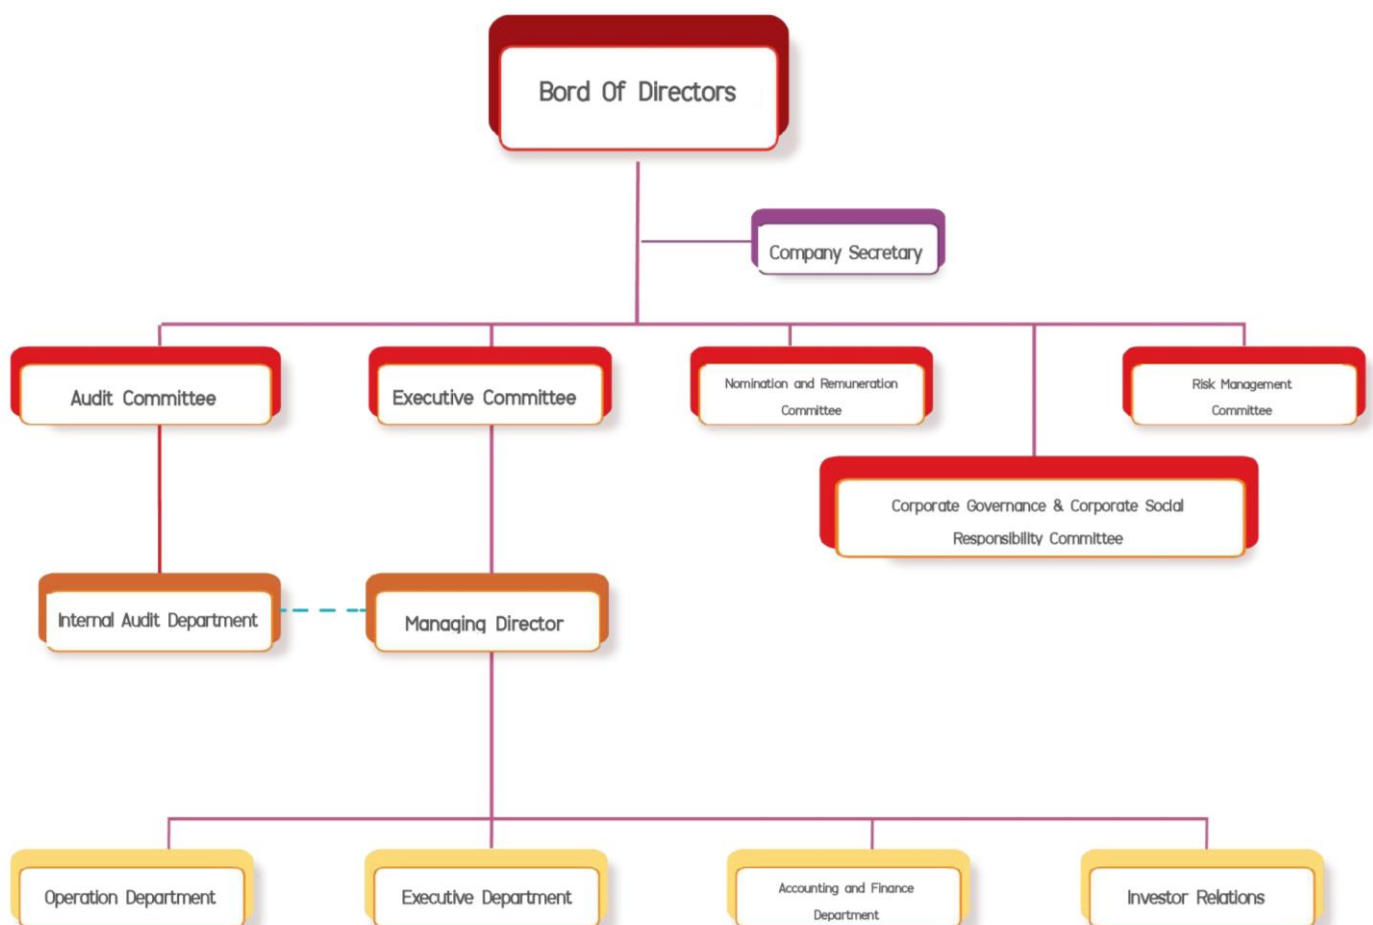 Bord Of Directors
Company Secretary
Audit Committee
Executive Committee
Nomination and Remuneration
Committee
Risk Management
Committee
Corporate Governance & Corporate Social
Responsibility Committee
Internal Audit Department
Managing Director
Operation Department
Executive Department
Accounting and Finance
Department
Investor Relations